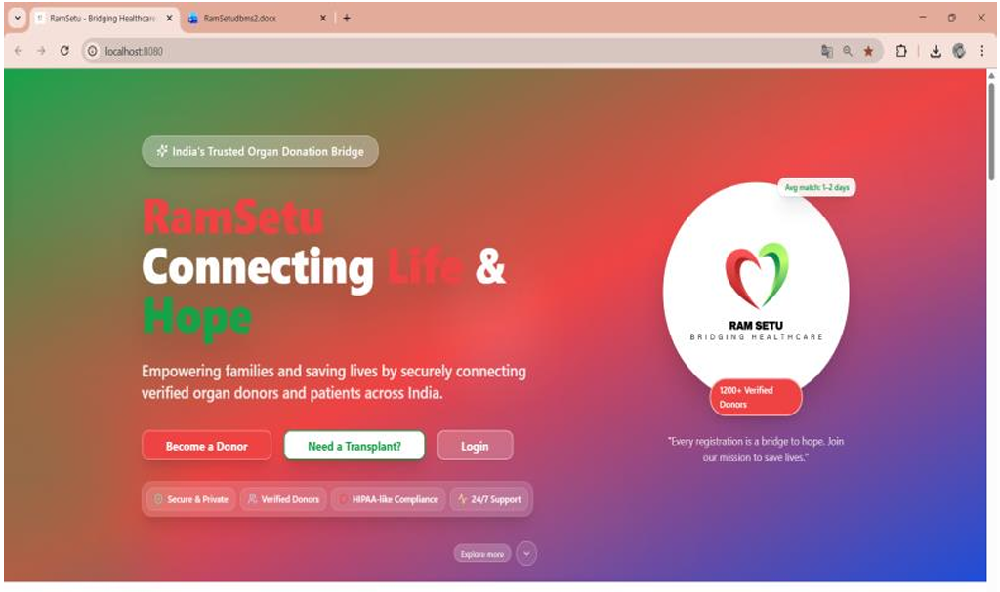 RamSetu - Bridging Healthcare
RamSetudbms2.docx
localhost:8080
India's Trusted Organ Donation Bridge
RamSetu
Connecting Life &
Hope
Empowering families and saving lives by securely connecting
verified organ donors and patients across India.
Become a Donor
Need a Transplant?
Login
Secure & Private
Verified Donors
HIPAA-like Compliance
24/7 Support
Explore more
Avg match: 1–2 days
RAM SETU
BRIDGING HEALTHCARE
1200+ Verified
Donors
"Every registration is a bridge to hope. Join
our mission to save lives."